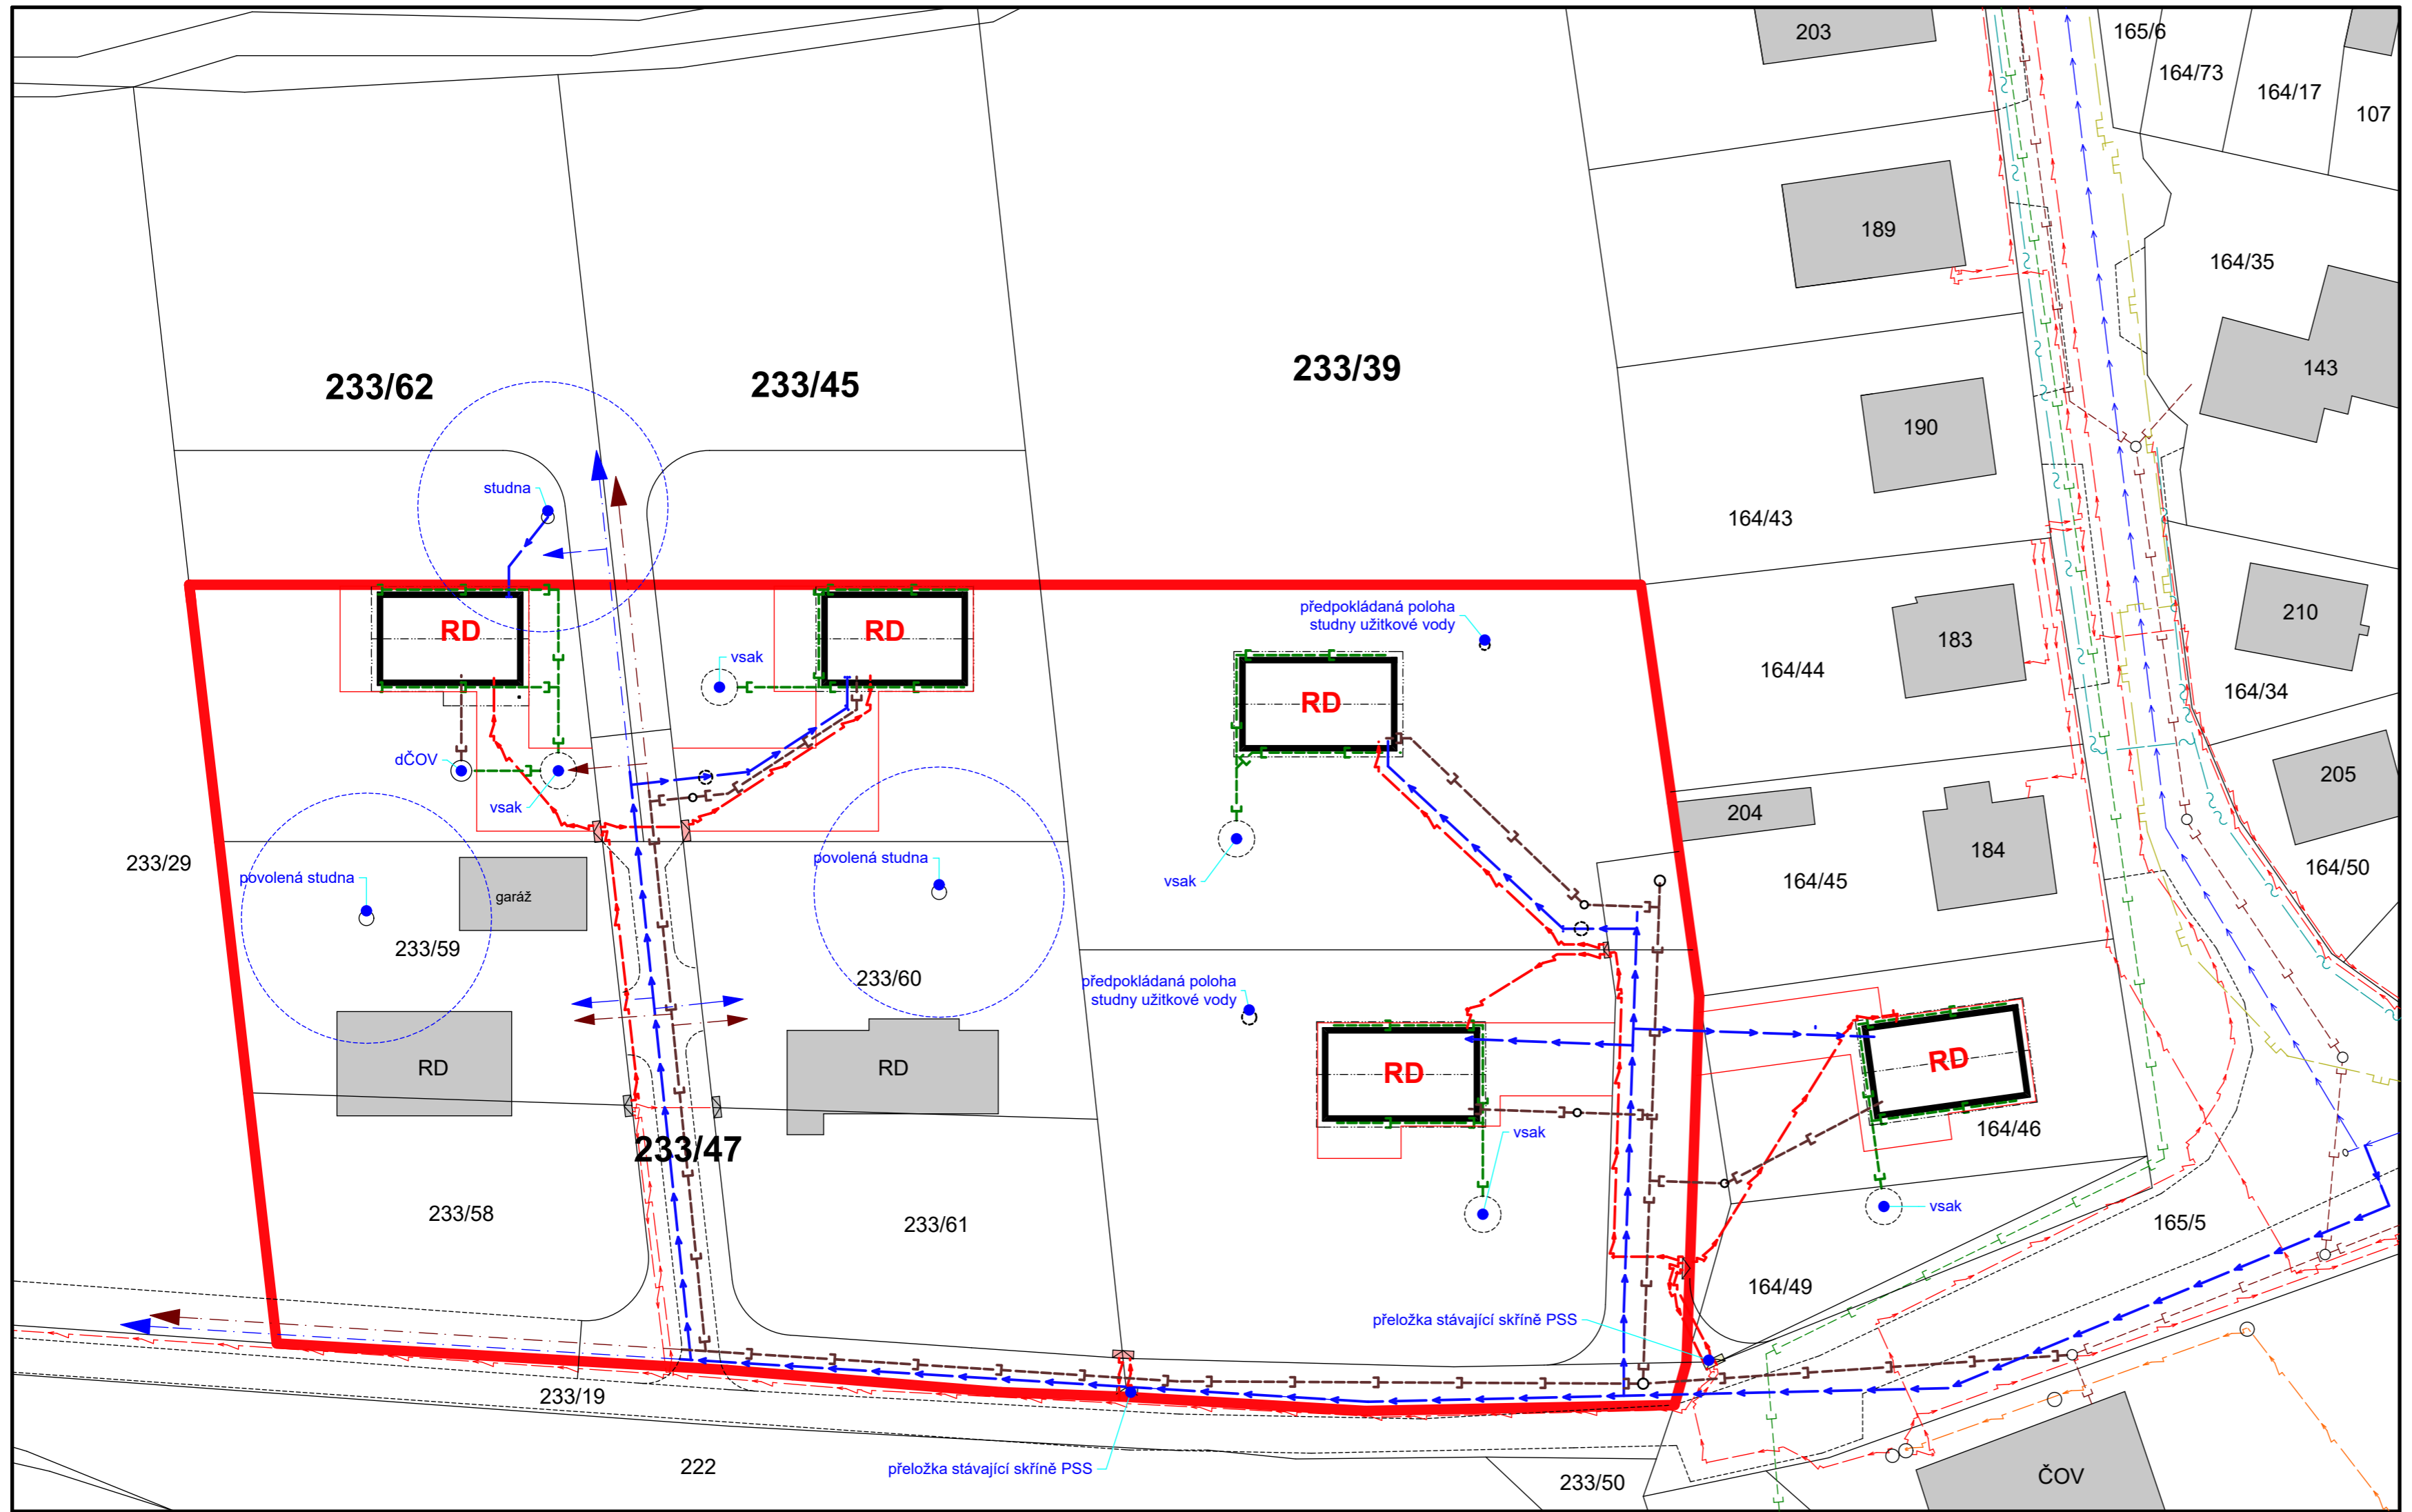 203
165/6
164/73
164/17
107
189
164/35
143
233/62
233/45
233/39
190
164/43
studna
předpokládaná poloha
studny užitkové vody
RD
RD
RD
vsak
183
164/44
210
164/34
dČOV
vsak
vsak
204
184
164/45
205
164/50
233/29
povolená studna
garáž
233/59
povolená studna
233/60
předpokládaná poloha
studny užitkové vody
RD
RD
RD
RD
164/46
vsak
233/47
233/58
233/61
vsak
165/5
164/49
přeložka stávající skříně PSS
233/19
222
přeložka stávající skříně PSS
233/50
ČOV